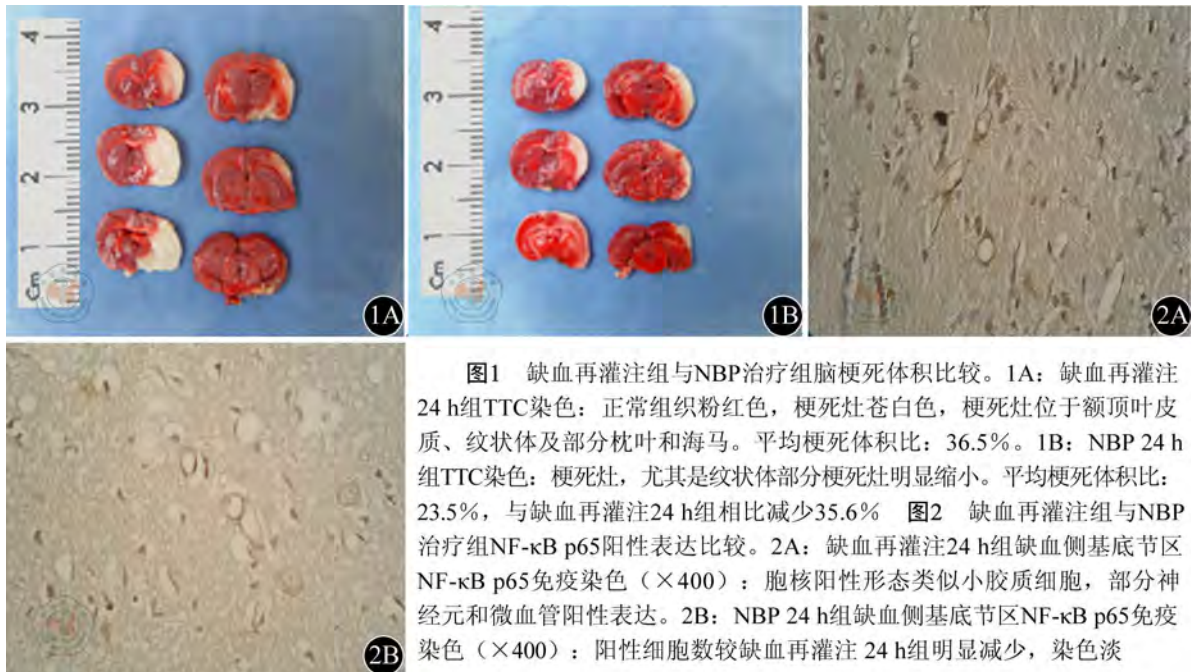 4
3
2
1
Cm
1A
4
3
2
1
Cm
1B
2A
2B
图1 缺血再灌注组与NBP治疗组脑梗死体积比较。1A：缺血再灌注
24 h组TTC染色：正常组织粉红色，梗死灶苍白色，梗死灶位于额顶叶皮
质、纹状体及部分枕叶和海马。平均梗死体积比：36.5%。1B：NBP 24 h
组TTC染色：梗死灶，尤其是纹状体部分梗死灶明显缩小。平均梗死体积比：
23.5%，与缺血再灌注24 h组相比减少35.6% 图2 缺血再灌注组与NBP
治疗组NF-κB p65阳性表达比较。2A：缺血再灌注24 h组缺血侧基底节区
NF-κB p65免疫染色（×400）：胞核阳性形态类似小胶质细胞，部分神
经元和微血管阳性表达。2B：NBP 24 h组缺血侧基底节区NF-κB p65免疫
染色（×400）：阳性细胞数较缺血再灌注 24 h组明显减少，染色淡